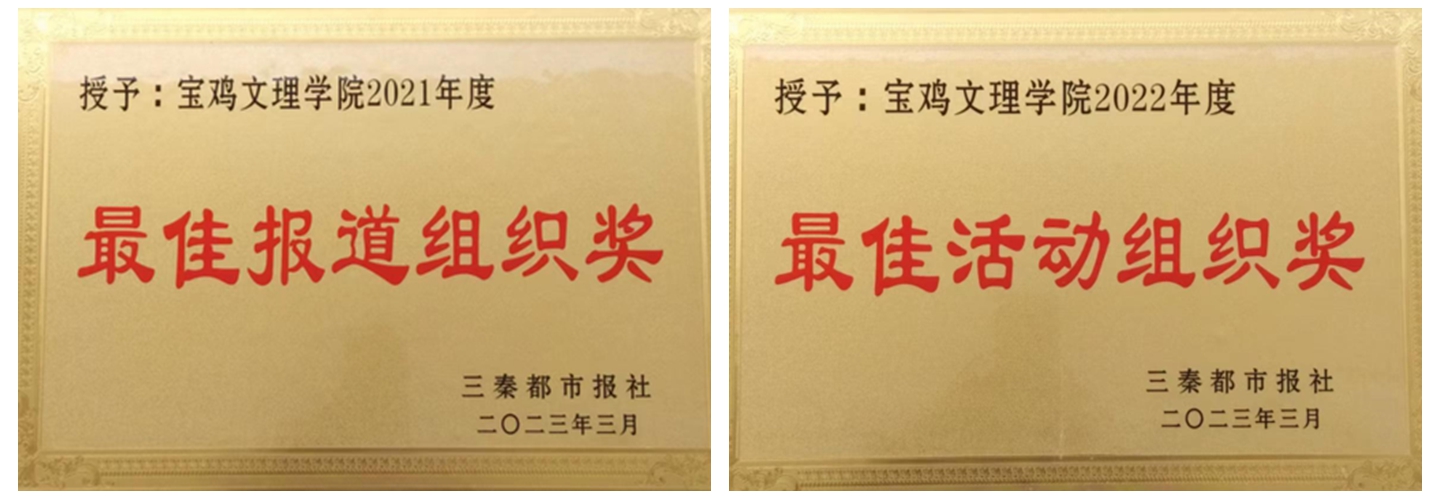 授予：宝鸡文理学院2021年度
最佳报道组织奖
三秦都市报社
二〇二三年三月
授予：宝鸡文理学院2022年度
最佳活动组织奖
三秦都市报社
二〇二三年三月